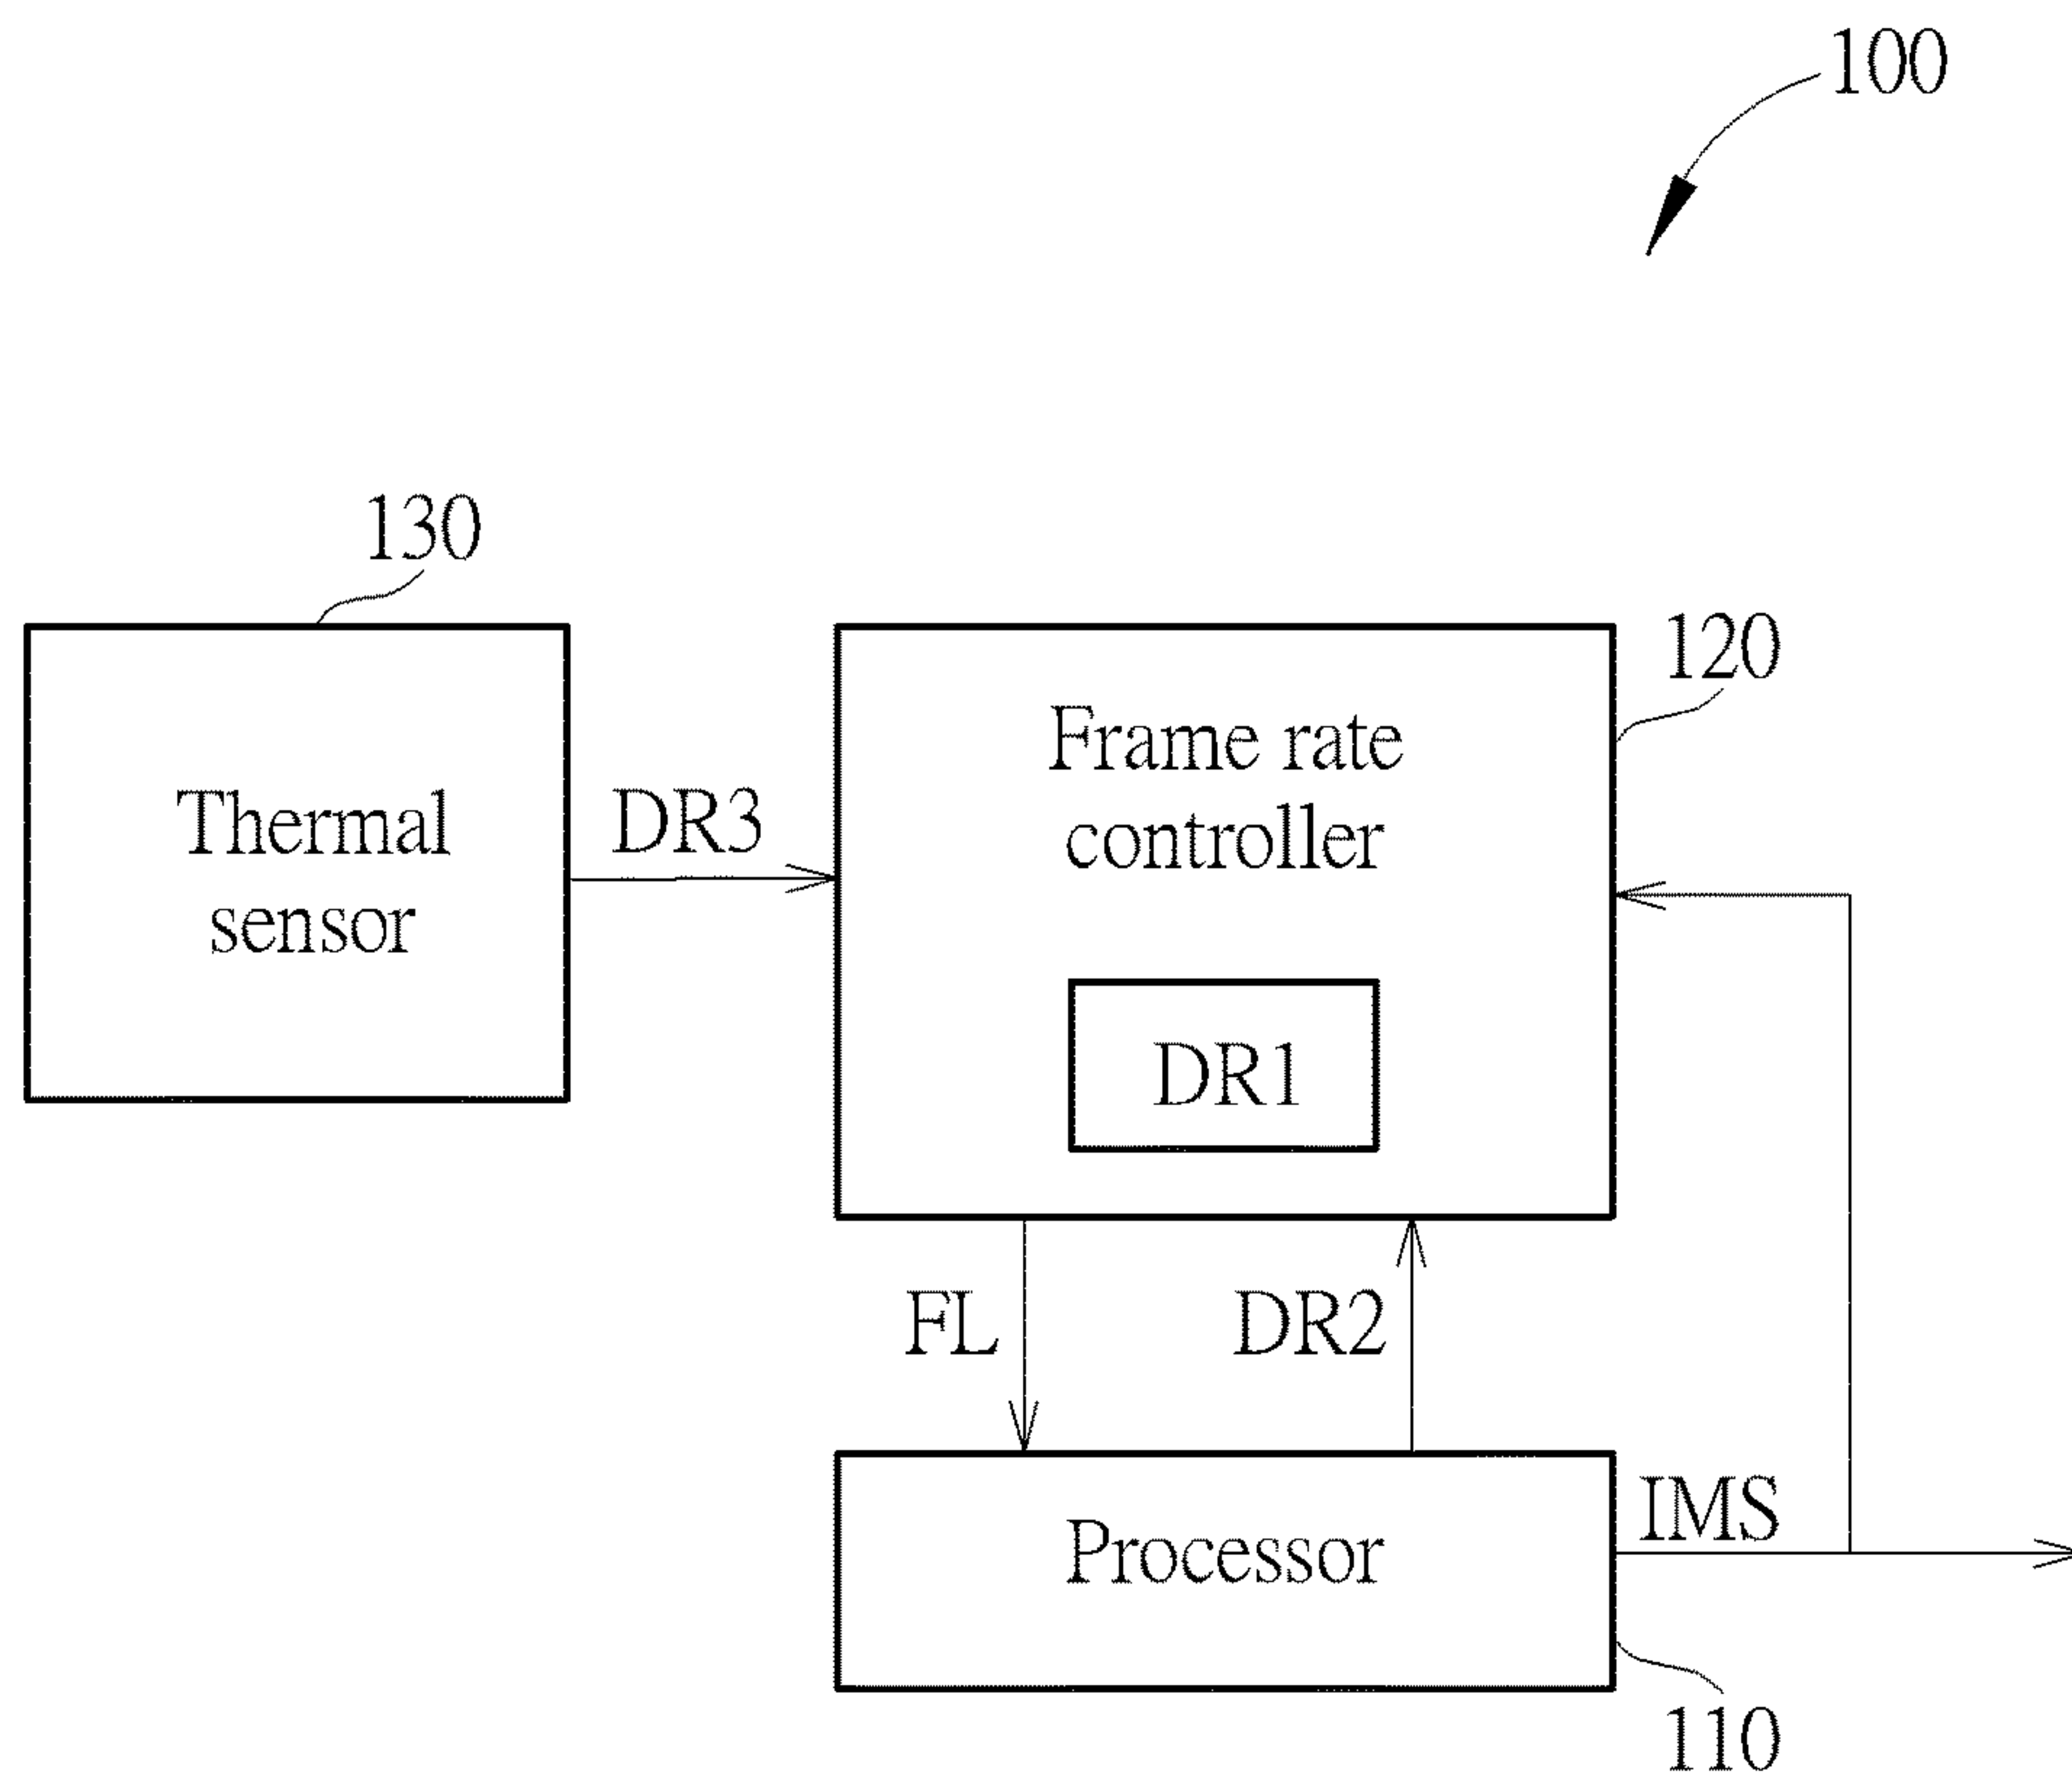 100
130
120
Thermal
sensor
DR3
Frame rate
controller
DR1
FL
DR2
Processor
IMS
110